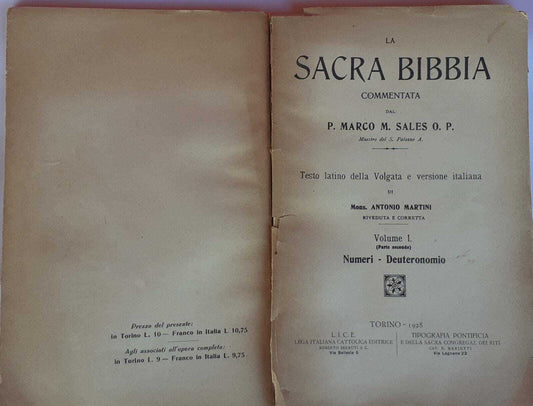 Prezzo del presente:
in Torino L. 10 — Franco in Italia L. 10,75
Agli associati all'opera completa:
in Torino L. 9 — Franco in Italia L. 9,75
LA
SACRA BIBBIA
COMMENTATA
DAL
P. MARCO M. SALES O. P.
Maestro del S. Palazzo A.
Testo latino della Volgata e versione italiana
DI
Mons. ANTONIO MARTINI
RIVEDUTA E CORRETTA
Volume I.
(Parte seconda)
Numeri - Deuteronomio
TORINO - 1928
L. I. C. E.
LEGA ITALIANA CATTOLICA EDITRICE
ROBERTO BERRUTI & C.
TIPOGRAFIA PONTIFICIA
E DELLA SACRA CONGREGAZ. DEI RITI
CAV. P. MARIETTI
Via Legnano 23